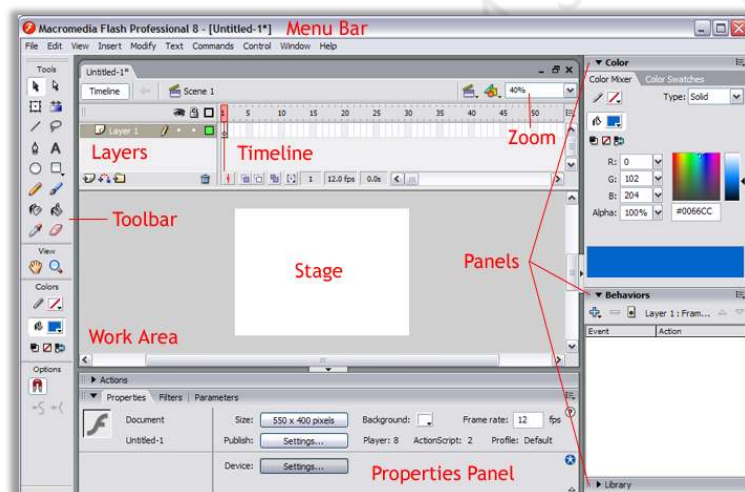 Macromedia Flash Professional 8 - [Untitled-1*] Menu Bar
File Edit View Insert Modify Text Commands Control Window Help
Tools
Untitled-1*
Timeline Scene 1 40%
1 5 10 15 20 25 30 35 40 45 50
Layer 1
Layers Timeline Zoom
1 12.0 fps 0.0s
Toolbar
Stage
Panels
Work Area
View
Colors
Options
Color
Color Mixer Color Swatches
Type: Solid
R: 0
G: 102
B: 204
Alpha: 100% #0066CC
Behaviors
Layer 1 : Fram...
Event Action
Library
Actions
Properties Filters Parameters
Document Size: 550 x 400 pixels Background: Frame rate: 12 fps
Untitled-1 Publish: Settings... Player: 8 ActionScript: 2 Profile: Default
Device: Settings...
Properties Panel